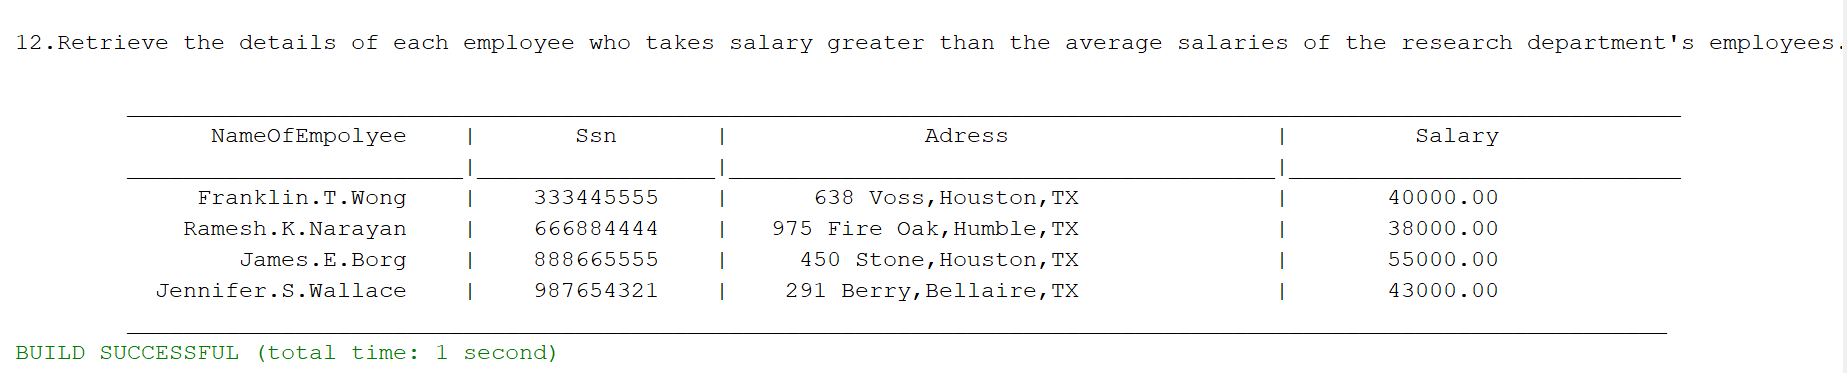 12.Retrieve the details of each employee who takes salary greater than the average salaries of the research department's employees.
NameOfEmpolyee | Ssn | Adress | Salary
Franklin.T.Wong | 333445555 | 638 Voss,Houston,TX | 40000.00
Ramesh.K.Narayan | 666884444 | 975 Fire Oak,Humble,TX | 38000.00
James.E.Borg | 888665555 | 450 Stone,Houston,TX | 55000.00
Jennifer.S.Wallace | 987654321 | 291 Berry,Bellaire,TX | 43000.00
BUILD SUCCESSFUL (total time: 1 second)